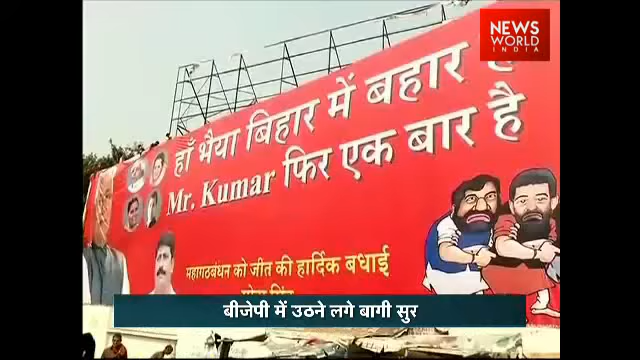 NEWS
WORLD
INDIA
हाँ भैया बिहार में बहार है
Mr. Kumar फिर एक बार है
महागठबंधन को जीत की हार्दिक बधाई
बीजेपी में उठने लगे बागी सुर